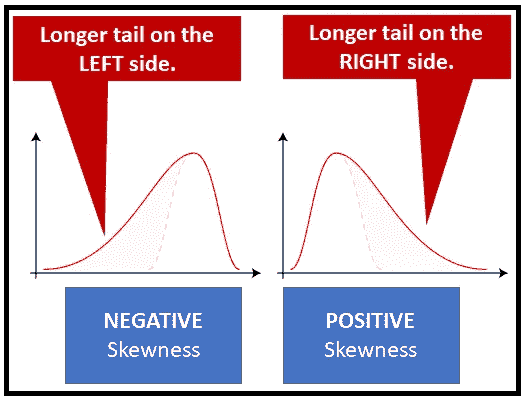 Longer tail on the
LEFT side.
Longer tail on the
RIGHT side.
NEGATIVE
Skewness
POSITIVE
Skewness